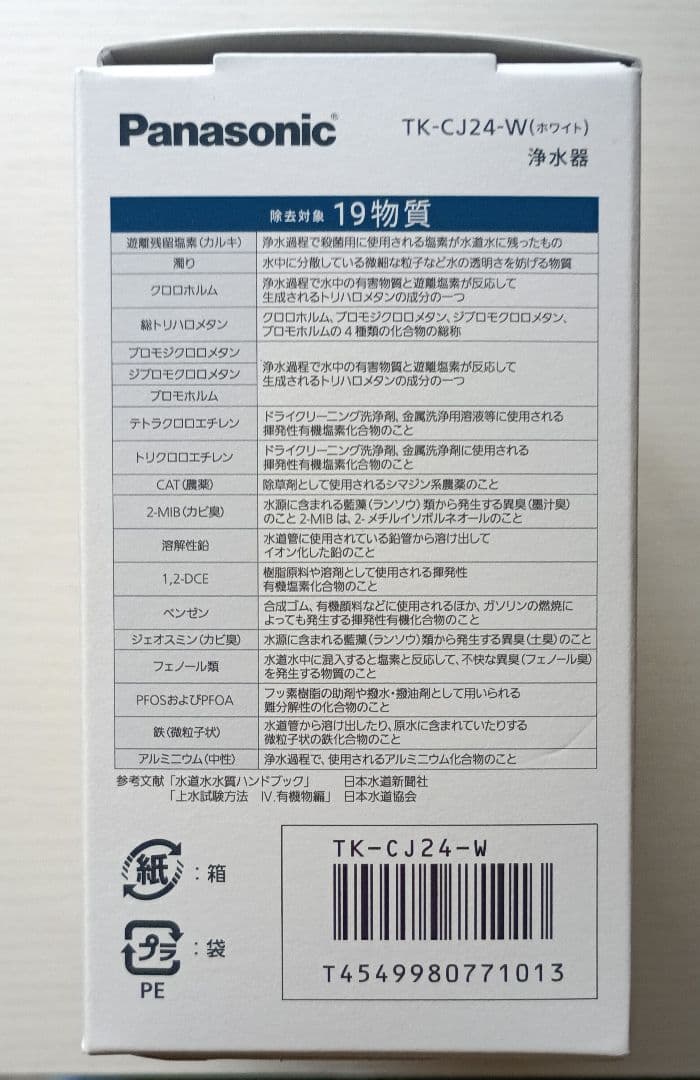 Panasonic®
TK-CJ24-W(ホワイト)
浄水器
除去対象 19物質
遊離残留塩素(カルキ)
浄水過程で殺菌用に使用される塩素が水道水に残ったもの
濁り
水中に分散している微細な粒子など水の透明さを妨げる物質
クロロホルム
浄水過程で水中の有害物質と遊離塩素が反応して
生成されるトリハロメタンの成分の一つ
総トリハロメタン
クロロホルム、ブロモジクロロメタン、ジブロモクロロメタン、
ブロモホルムの4種類の化合物の総称
ブロモジクロロメタン
ジブロモクロロメタン
ブロモホルム
浄水過程で水中の有害物質と遊離塩素が反応して
生成されるトリハロメタンの成分の一つ
テトラクロロエチレン
ドライクリーニング洗浄剤、金属洗浄用溶液等に使用される
揮発性有機塩素化合物のこと
トリクロロエチレン
ドライクリーニング洗浄剤、金属洗浄剤に使用される
揮発性有機塩素化合物のこと
CAT(農薬)
除草剤として使用されるシマジン系農薬のこと
2-MIB(カビ臭)
水源に含まれる藍藻(ランソウ)類から発生する異臭(墨汁臭)
のこと 2-MIBは、2-メチルイソボルネオールのこと
溶解性鉛
水道管に使用されている鉛管から溶け出して
イオン化した鉛のこと
1,2-DCE
樹脂原料や溶剤として使用される揮発性
有機塩素化合物のこと
ベンゼン
合成ゴム、有機顔料などに使用されるほか、ガソリンの燃焼に
よっても発生する揮発性有機化合物のこと
ジェオスミン(カビ臭)
水源に含まれる藍藻(ランソウ)類から発生する異臭(土臭)のこと
フェノール類
水道水中に混入すると塩素と反応して、不快な異臭(フェノール臭)
を発生する物質のこと
PFOSおよびPFOA
フッ素樹脂の助剤や撥水・撥油剤として用いられる
難分解性の化合物のこと
鉄(微粒子状)
水道管から溶け出したり、原水に含まれていたりする
微粒子状の鉄化合物のこと
アルミニウム(中性)
浄水過程で、使用されるアルミニウム化合物のこと
参考文献「水道水水質ハンドブック」 日本水道新聞社
「上水試験方法 Ⅳ.有機物編」 日本水道協会
紙:箱
プラ:袋
PE
TK-CJ24-W
T4549980771013